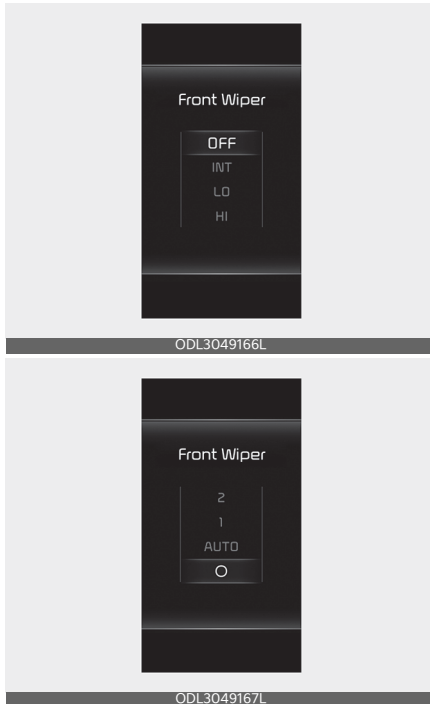 Front Wiper
OFF
INT
LO
HI
ODL3049166L
Front Wiper
2
1
AUTO
O
ODL3049167L